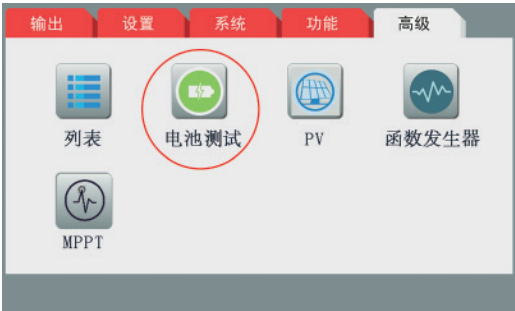 输出 设置 系统 功能 高级
列表 电池测试 PV 函数发生器
MPPT